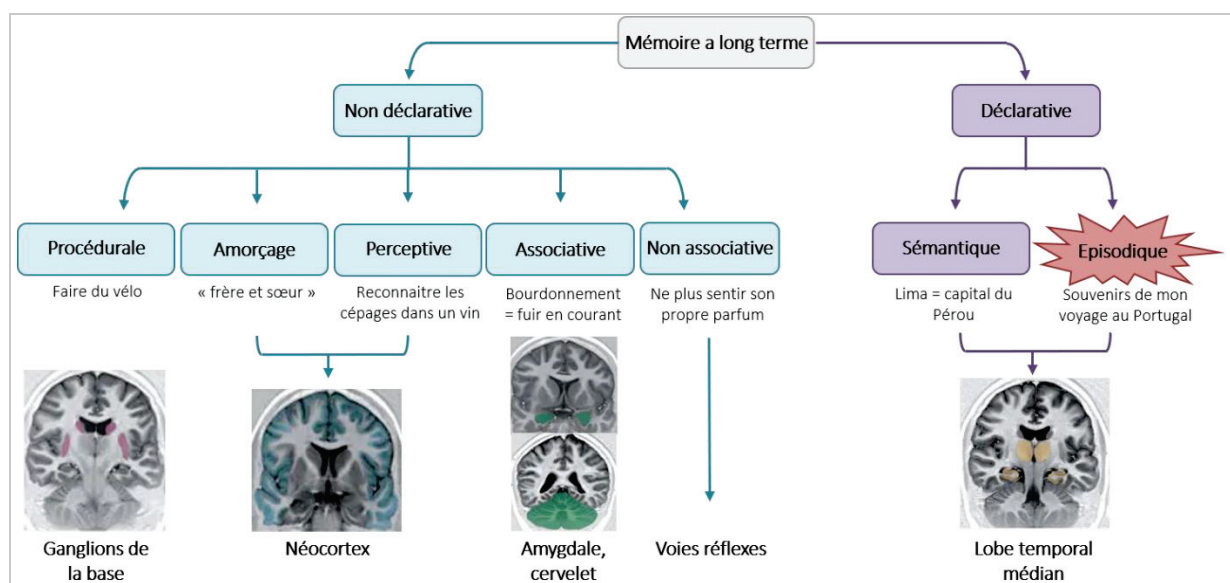 Mémoire a long terme
Non déclarative
Déclarative
Procédurale
Amorçage
Perceptive
Associative
Non associative
Sémantique
Episodique
Faire du vélo
« frère et sœur »
Reconnaitre les
cépages dans un vin
Bourdonnement
= fuir en courant
Ne plus sentir son
propre parfum
Lima = capital du
Pérou
Souvenirs de mon
voyage au Portugal
Ganglions de
la base
Néocortex
Amygdale,
cervelet
Voies réflexes
Lobe temporal
médian